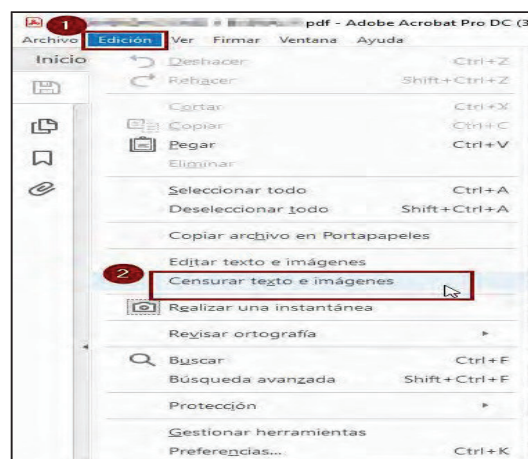 1
pdf - Adobe Acrobat Pro DC (3
Archivo Edición Ver Firmar Ventana Ayuda
Inicio
Deshacer Ctrl+Z
Rehacer Shift+Ctrl+Z
Cortar Ctrl+X
Copiar Ctrl+C
Pegar Ctrl+V
Eliminar
Seleccionar todo Ctrl+A
Deseleccionar todo Shift+Ctrl+A
Copiar archivo en Portapapeles
Editar texto e imágenes
2
Censurar texto e imágenes
Realizar una instantánea
Revisar ortografía
Buscar Ctrl+F
Búsqueda avanzada Shift+Ctrl+F
Protección
Gestionar herramientas
Preferencias... Ctrl+K